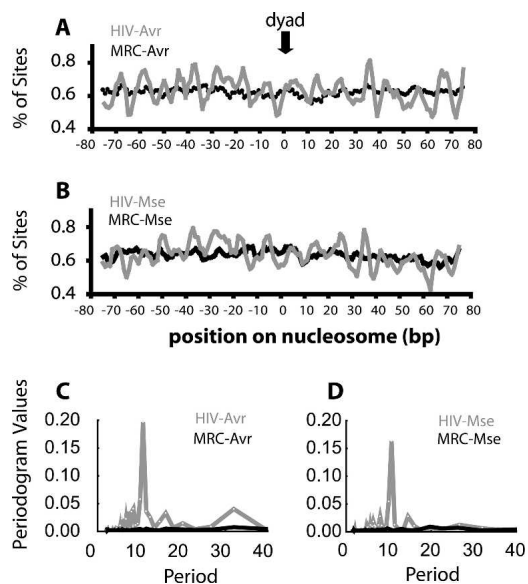 dyad
A
HIV-Avr
MRC-Avr
% of Sites
0.8
0.6
0.4
-80 -70 -60 -50 -40 -30 -20 -10 0 10 20 30 40 50 60 70 80
B
HIV-Mse
MRC-Mse
% of Sites
0.8
0.6
0.4
-80 -70 -60 -50 -40 -30 -20 -10 0 10 20 30 40 50 60 70 80
position on nucleosome (bp)
C
HIV-Avr
MRC-Avr
Periodogram Values
0.20
0.15
0.10
0.05
0.00
0 10 20 30 40
Period
D
HIV-Mse
MRC-Mse
0.20
0.15
0.10
0.05
0.00
0 10 20 30 40
Period